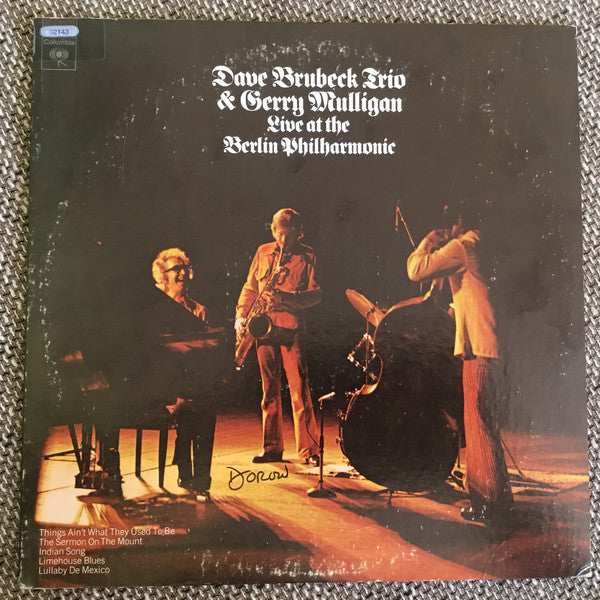 32143
Columbia
Dave Brubeck Trio
& Gerry Mulligan
Live at the
Berlin Philharmonic
Dorow
Things Ain't What They Used To Be
The Sermon On The Mount
Indian Song
Limehouse Blues
Lullaby De Mexico